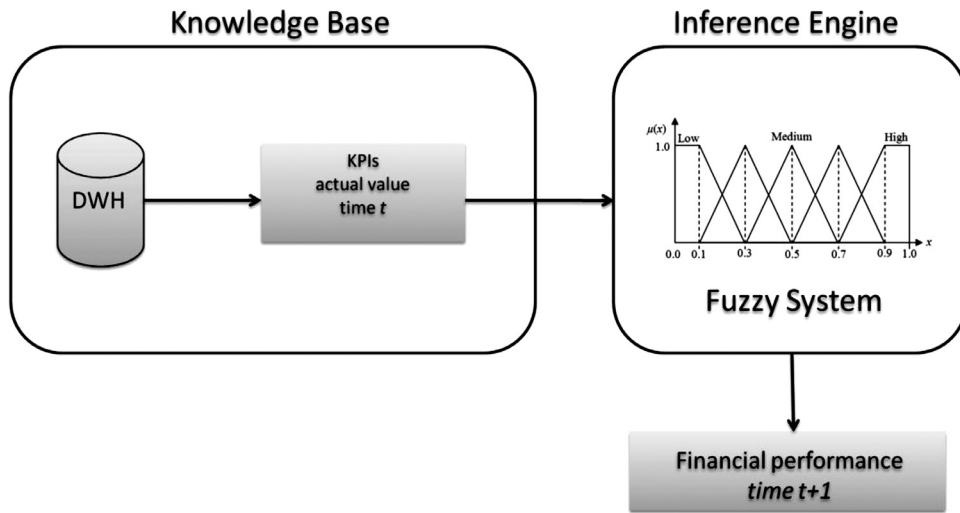 Knowledge Base
Inference Engine
DWH
KPIs
actual value
time t
μ(x)
Low
Medium
High
1.0
x
0.0 0.1 0.3 0.5 0.7 0.9 1.0
Fuzzy System
Financial performance
time t+1